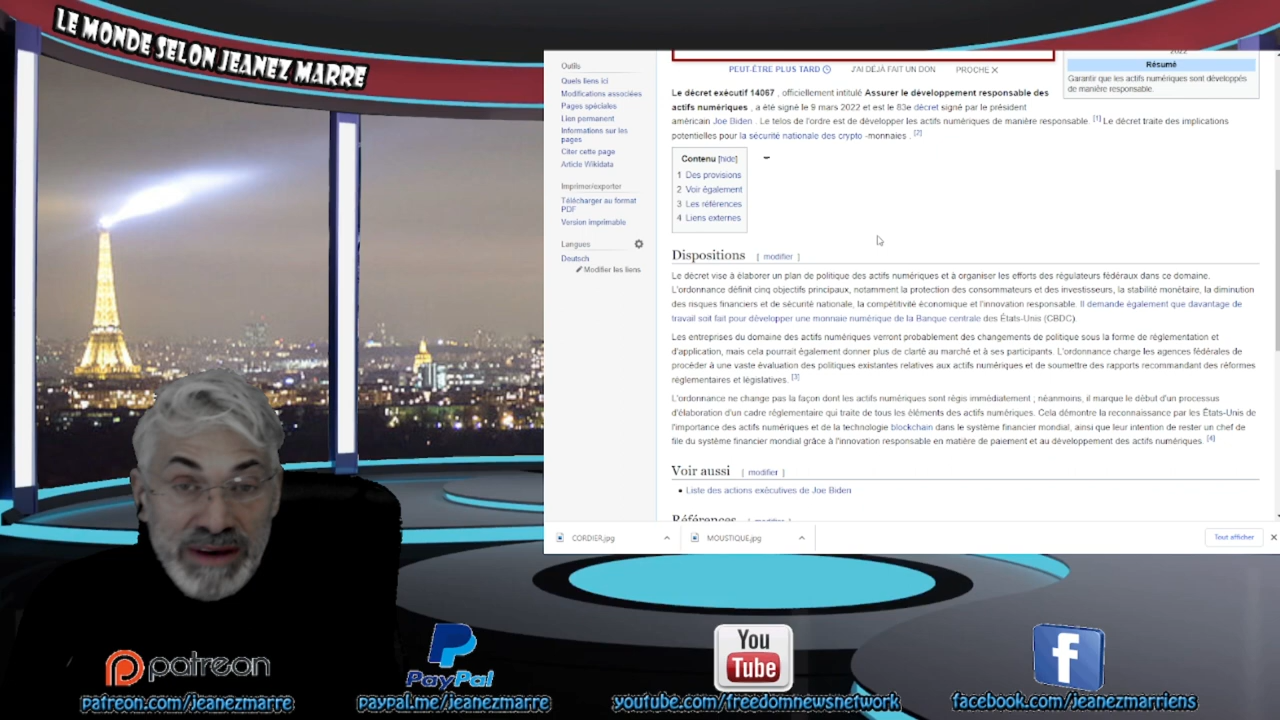 LE MONDE SELON JEANEZ MARRE
Outils
Quels liens ici
Modifications associées
Pages spéciales
Lien permanent
Informations sur les
pages
Citer cette page
Article Wikidata
Imprimer/exporter
Télécharger au format
PDF
Version imprimable
Langues
Deutsch
Modifier les liens
PEUT-ÊTRE PLUS TARD
J'AI DÉJÀ FAIT UN DON
PROCHE
2022
Résumé
Garantir que les actifs numériques sont développés
de manière responsable.
Le décret exécutif 14067 , officiellement intitulé Assurer le développement responsable des
actifs numériques , a été signé le 9 mars 2022 et est le 83e décret signé par le président
américain Joe Biden . Le telos de l'ordre est de développer les actifs numériques de manière responsable. [1] Le décret traite des implications
potentielles pour la sécurité nationale des crypto -monnaies . [2]
Contenu [hide]
1 Des provisions
2 Voir également
3 Les références
4 Liens externes
Dispositions [ modifier ]
Le décret vise à élaborer un plan de politique des actifs numériques et à organiser les efforts des régulateurs fédéraux dans ce domaine.
L'ordonnance définit cinq objectifs principaux, notamment la protection des consommateurs et des investisseurs, la stabilité monétaire, la diminution
des risques financiers et de sécurité nationale, la compétitivité économique et l'innovation responsable. Il demande également que davantage de
travail soit fait pour développer une monnaie numérique de la Banque centrale des États-Unis (CBDC).
Les entreprises du domaine des actifs numériques verront probablement des changements de politique sous la forme de réglementation et
d'application, mais cela pourrait également donner plus de clarté au marché et à ses participants. L'ordonnance charge les agences fédérales de
procéder à une vaste évaluation des politiques existantes relatives aux actifs numériques et de soumettre des rapports recommandant des réformes
réglementaires et législatives. [3]
L'ordonnance ne change pas la façon dont les actifs numériques sont régis immédiatement ; néanmoins, il marque le début d'un processus
d'élaboration d'un cadre réglementaire qui traite de tous les éléments des actifs numériques. Cela démontre la reconnaissance par les États-Unis de
l'importance des actifs numériques et de la technologie blockchain dans le système financier mondial, ainsi que leur intention de rester un chef de
file du système financier mondial grâce à l'innovation responsable en matière de paiement et au développement des actifs numériques. [4]
Voir aussi [ modifier ]
Liste des actions exécutives de Joe Biden
Références [ modifier ]
CORDIER.jpg
MOUSTIQUE.jpg
Tout afficher
patreon
patreon.com/jeanezmarre
PayPal
paypal.me/jeanezmarre
You
Tube
youtube.com/freedomnewsnetwork
f
facebook.com/jeanezmarriens